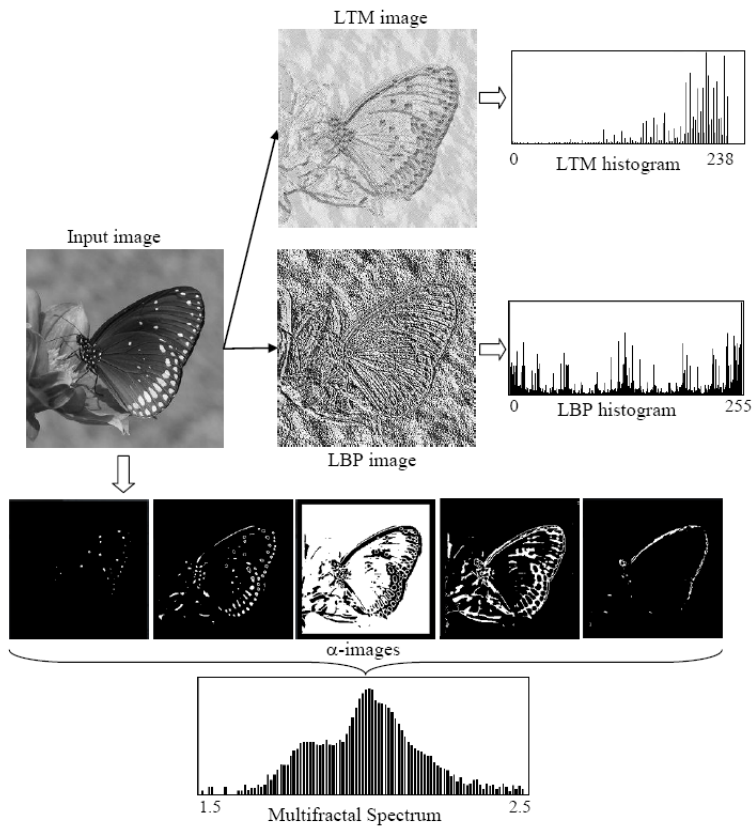 LTM image
0 238
LTM histogram
Input image
LBP image
0 255
LBP histogram
α-images
1.5 2.5
Multifractal Spectrum